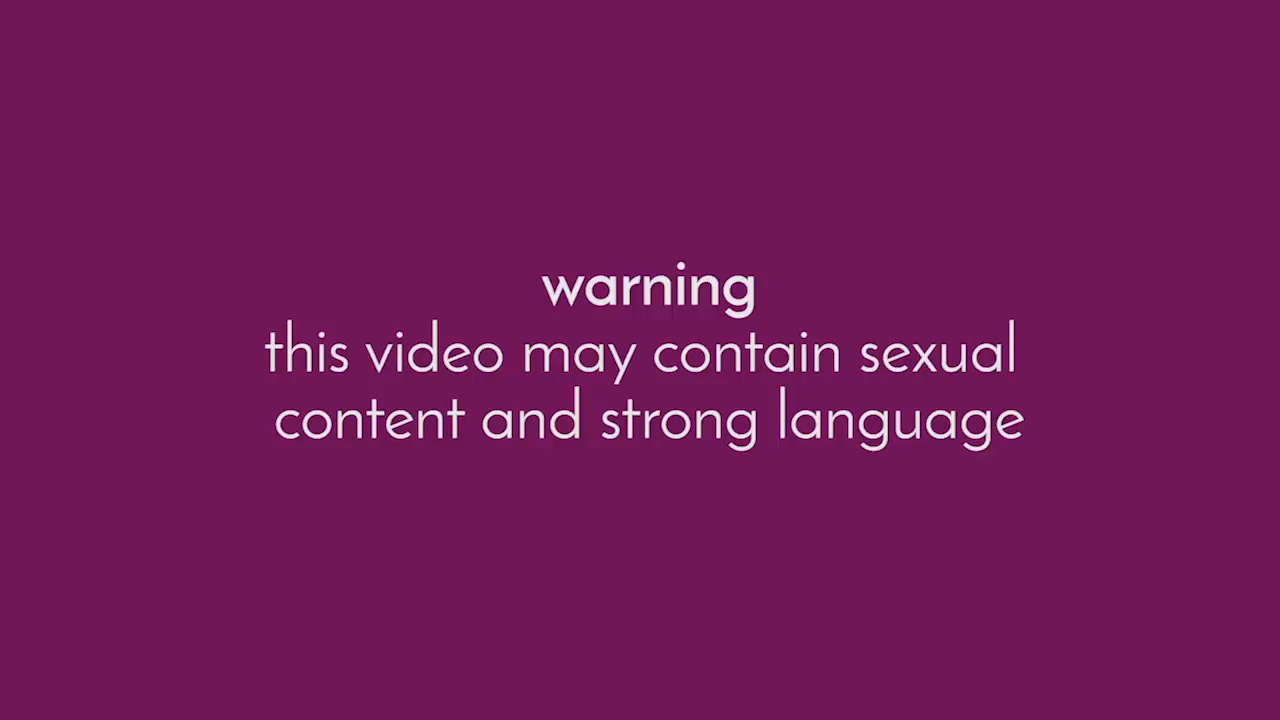 warning
this video may contain sexual
content and strong language